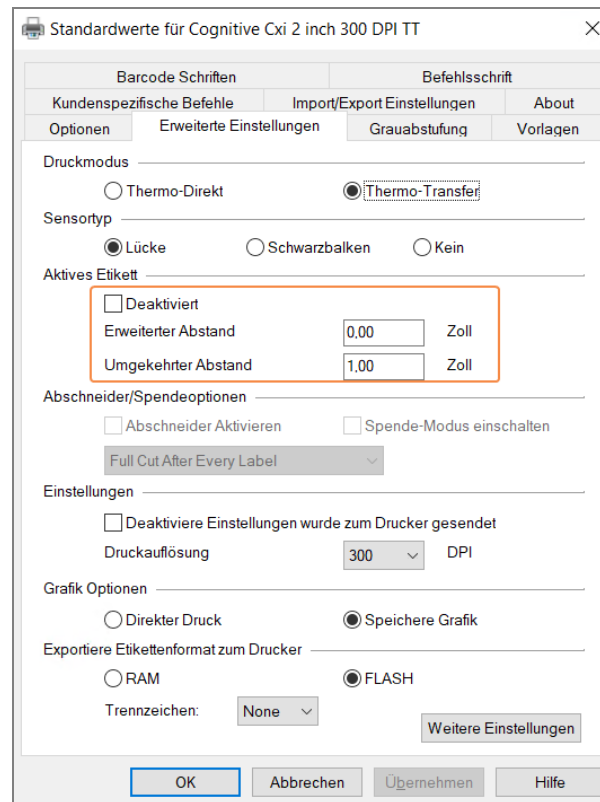 Standardwerte für Cognitive Cxi 2 inch 300 DPI TT
Barcode Schriften Befehlsschrift
Kundenspezifische Befehle Import/Export Einstellungen About
Optionen Erweiterte Einstellungen Grauabstufung Vorlagen
Druckmodus
Thermo-Direkt Thermo-Transfer
Sensortyp
Lücke Schwarzbalken Kein
Aktives Etikett
Deaktiviert
Erweiterter Abstand 0,00 Zoll
Umgekehrter Abstand 1,00 Zoll
Abschneider/Spendeoptionen
Abschneider Aktivieren Spende-Modus einschalten
Full Cut After Every Label
Einstellungen
Deaktiviere Einstellungen wurde zum Drucker gesendet
Druckauflösung 300 DPI
Grafik Optionen
Direkter Druck Speichere Grafik
Exportiere Etikettenformat zum Drucker
RAM FLASH
Trennzeichen: None
Weitere Einstellungen
OK Abbrechen Übernehmen Hilfe